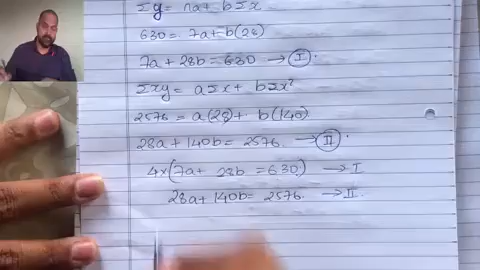 Σy = na + bΣx
630 = 7a + b(28)
7a + 28b = 630 → I
Σxy = aΣx + bΣx²
2576 = a(28) + b(140)
28a + 140b = 2576 → II
4×(7a + 28b = 630) → I
28a + 140b = 2576 → II